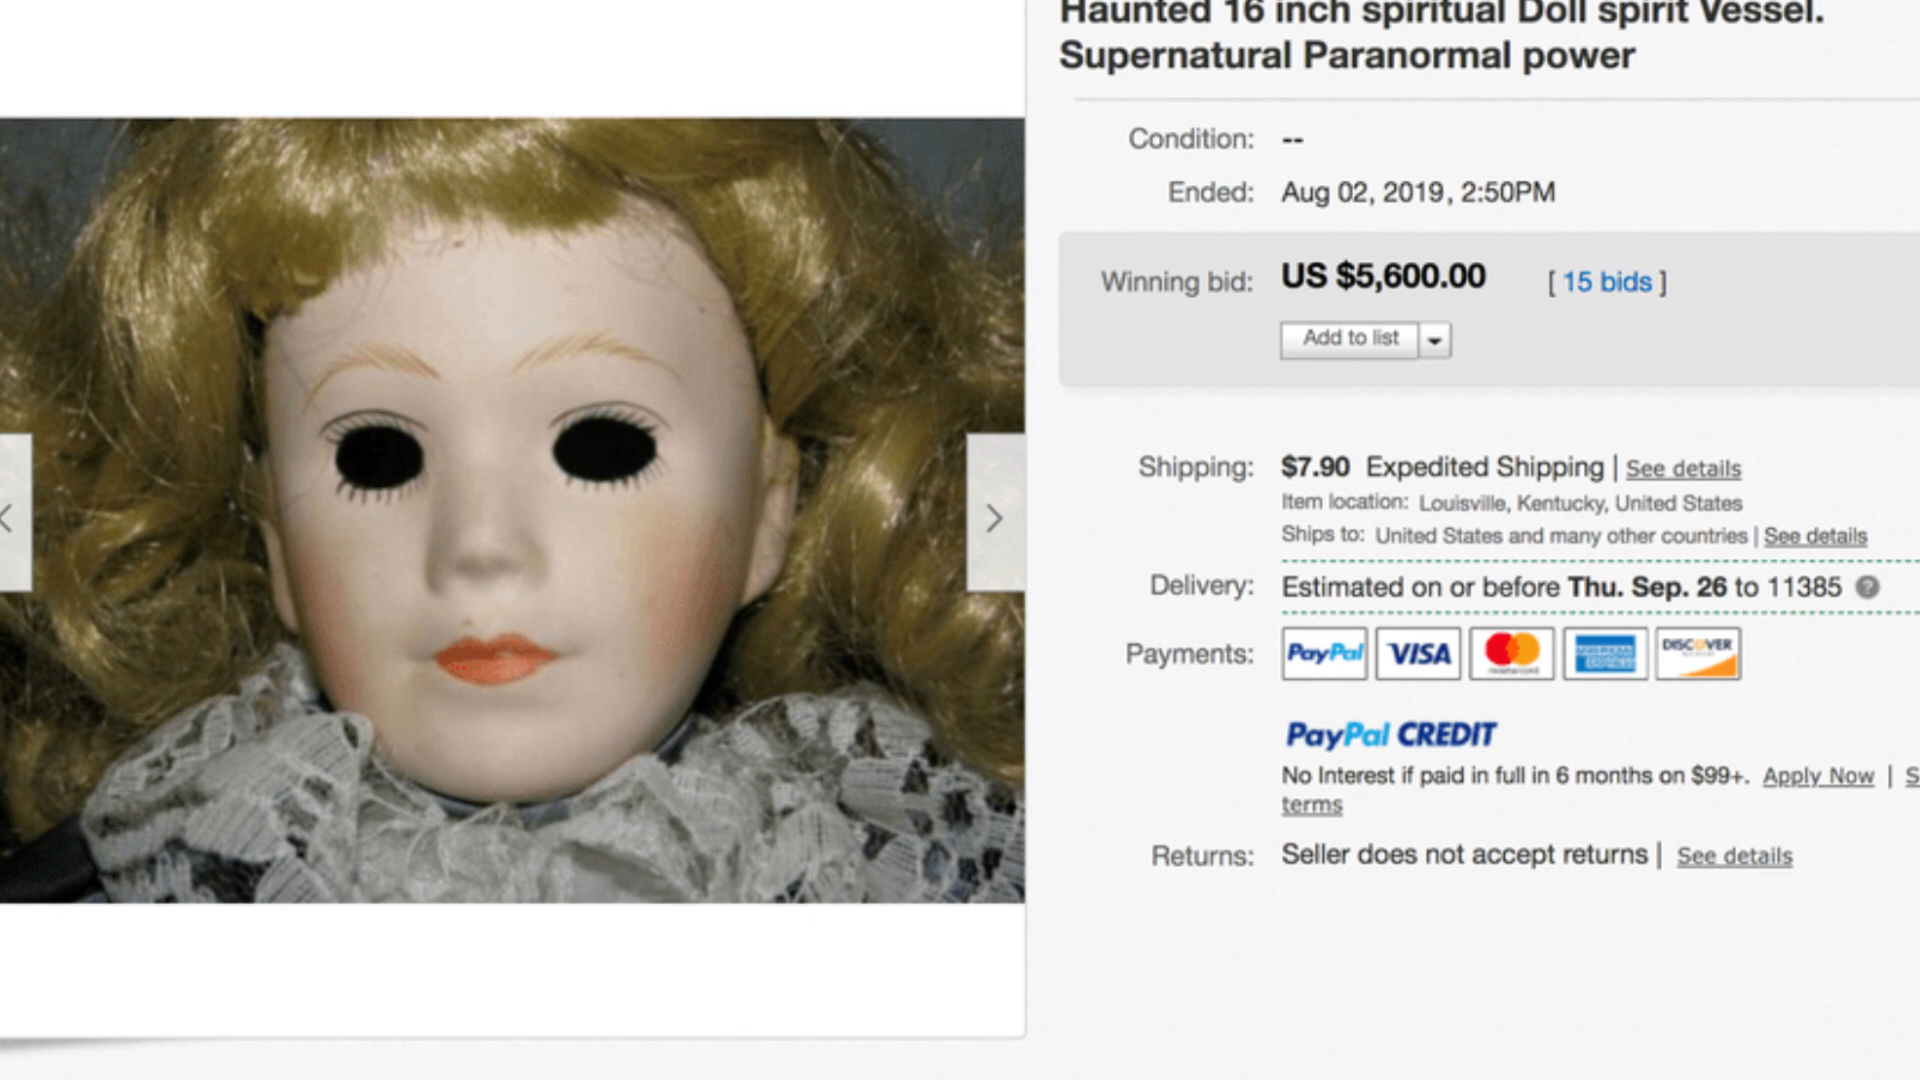 Haunted 16 inch spiritual Doll spirit Vessel.
Supernatural Paranormal power
Condition: --
Ended: Aug 02, 2019, 2:50PM
Winning bid: US $5,600.00 [ 15 bids ]
Add to list
Shipping: $7.90 Expedited Shipping | See details
Item location: Louisville, Kentucky, United States
Ships to: United States and many other countries | See details
Delivery: Estimated on or before Thu. Sep. 26 to 11385 ?
Payments: PayPal VISA mastercard AMERICAN EXPRESS DISCOVER
PayPal CREDIT
No Interest if paid in full in 6 months on $99+. Apply Now | S
terms
Returns: Seller does not accept returns | See details